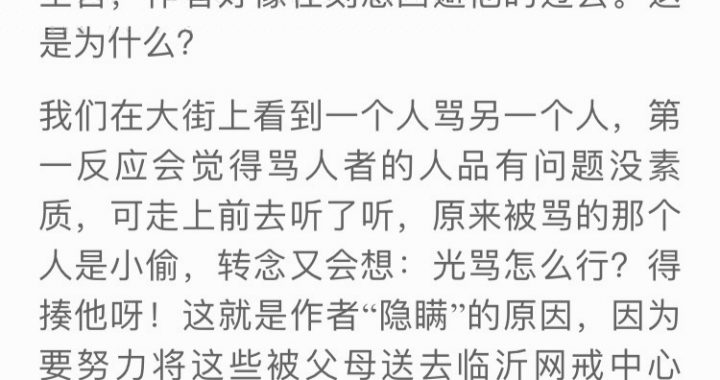 是为什么？
我们在大街上看到一个人骂另一个人，第
一反应会觉得骂人者的人品有问题没素
质，可走上前去听了听，原来被骂的那个
人是小偷，转念又会想：光骂怎么行？得
揍他呀！这就是作者“隐瞒”的原因，因为
要努力将这些被父母送去临沂网戒中心